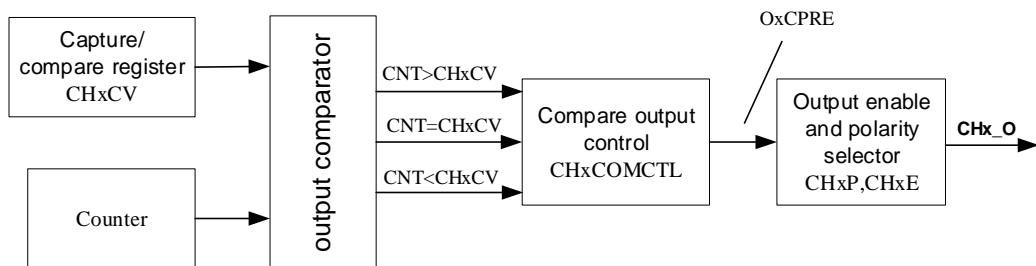 Capture/
compare register
CHxCV
Counter
output comparator
CNT>CHxCV
CNT=CHxCV
CNT<CHxCV
Compare output
control
CHxCOMCTL
OxCPRE
Output enable
and polarity
selector
CHxP,CHxE
CHx_O